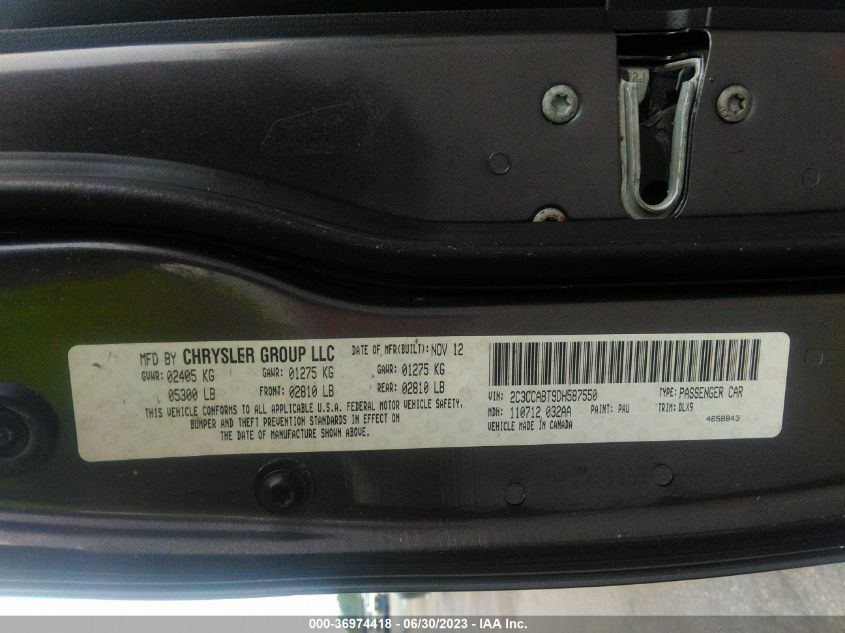 12J
MFD BY CHRYSLER GROUP LLC DATE OF MFR(BUILT): NOV 12
GVWR: 02405 KG GAWR: 01275 KG GAWR: 01275 KG
05300 LB FRONT: 02810 LB REAR: 02810 LB
THIS VEHICLE CONFORMS TO ALL APPLICABLE U.S.A. FEDERAL MOTOR VEHICLE SAFETY,
BUMPER AND THEFT PREVENTION STANDARDS IN EFFECT ON
THE DATE OF MANUFACTURE SHOWN ABOVE.
VIN: 2C3CCABT9DH587550 TYPE: PASSENGER CAR
MDH: 110712 032AA PAINT: PAU TRIM: DLX9
VEHICLE MADE IN CANADA 4658943
000-36974418 - 06/30/2023 - IAA Inc.